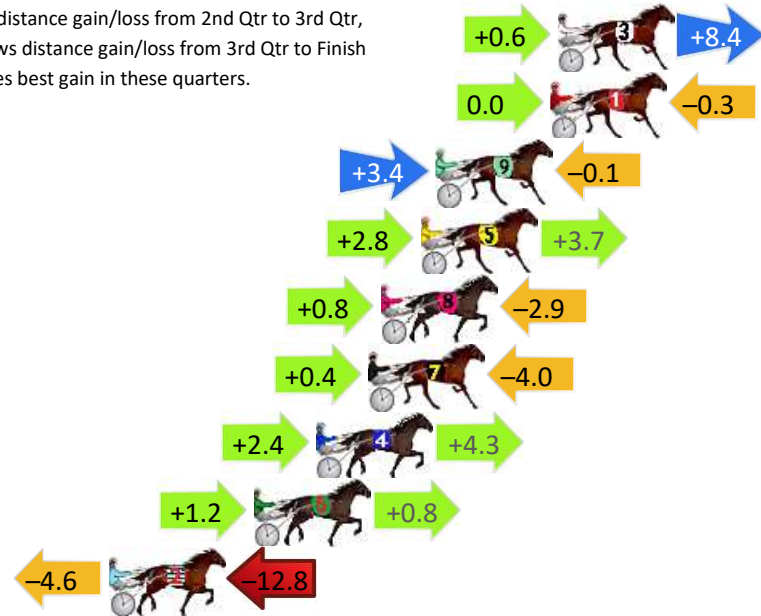 distance gain/loss from 2nd Qtr to 3rd Qtr,
ws distance gain/loss from 3rd Qtr to Finish
es best gain in these quarters.
+0.6 3 +8.4
0.0 1 –0.3
+3.4 9 –0.1
+2.8 5 +3.7
+0.8 8 –2.9
+0.4 7 –4.0
+2.4 4 +4.3
+1.2 6 +0.8
–4.6 2 –12.8